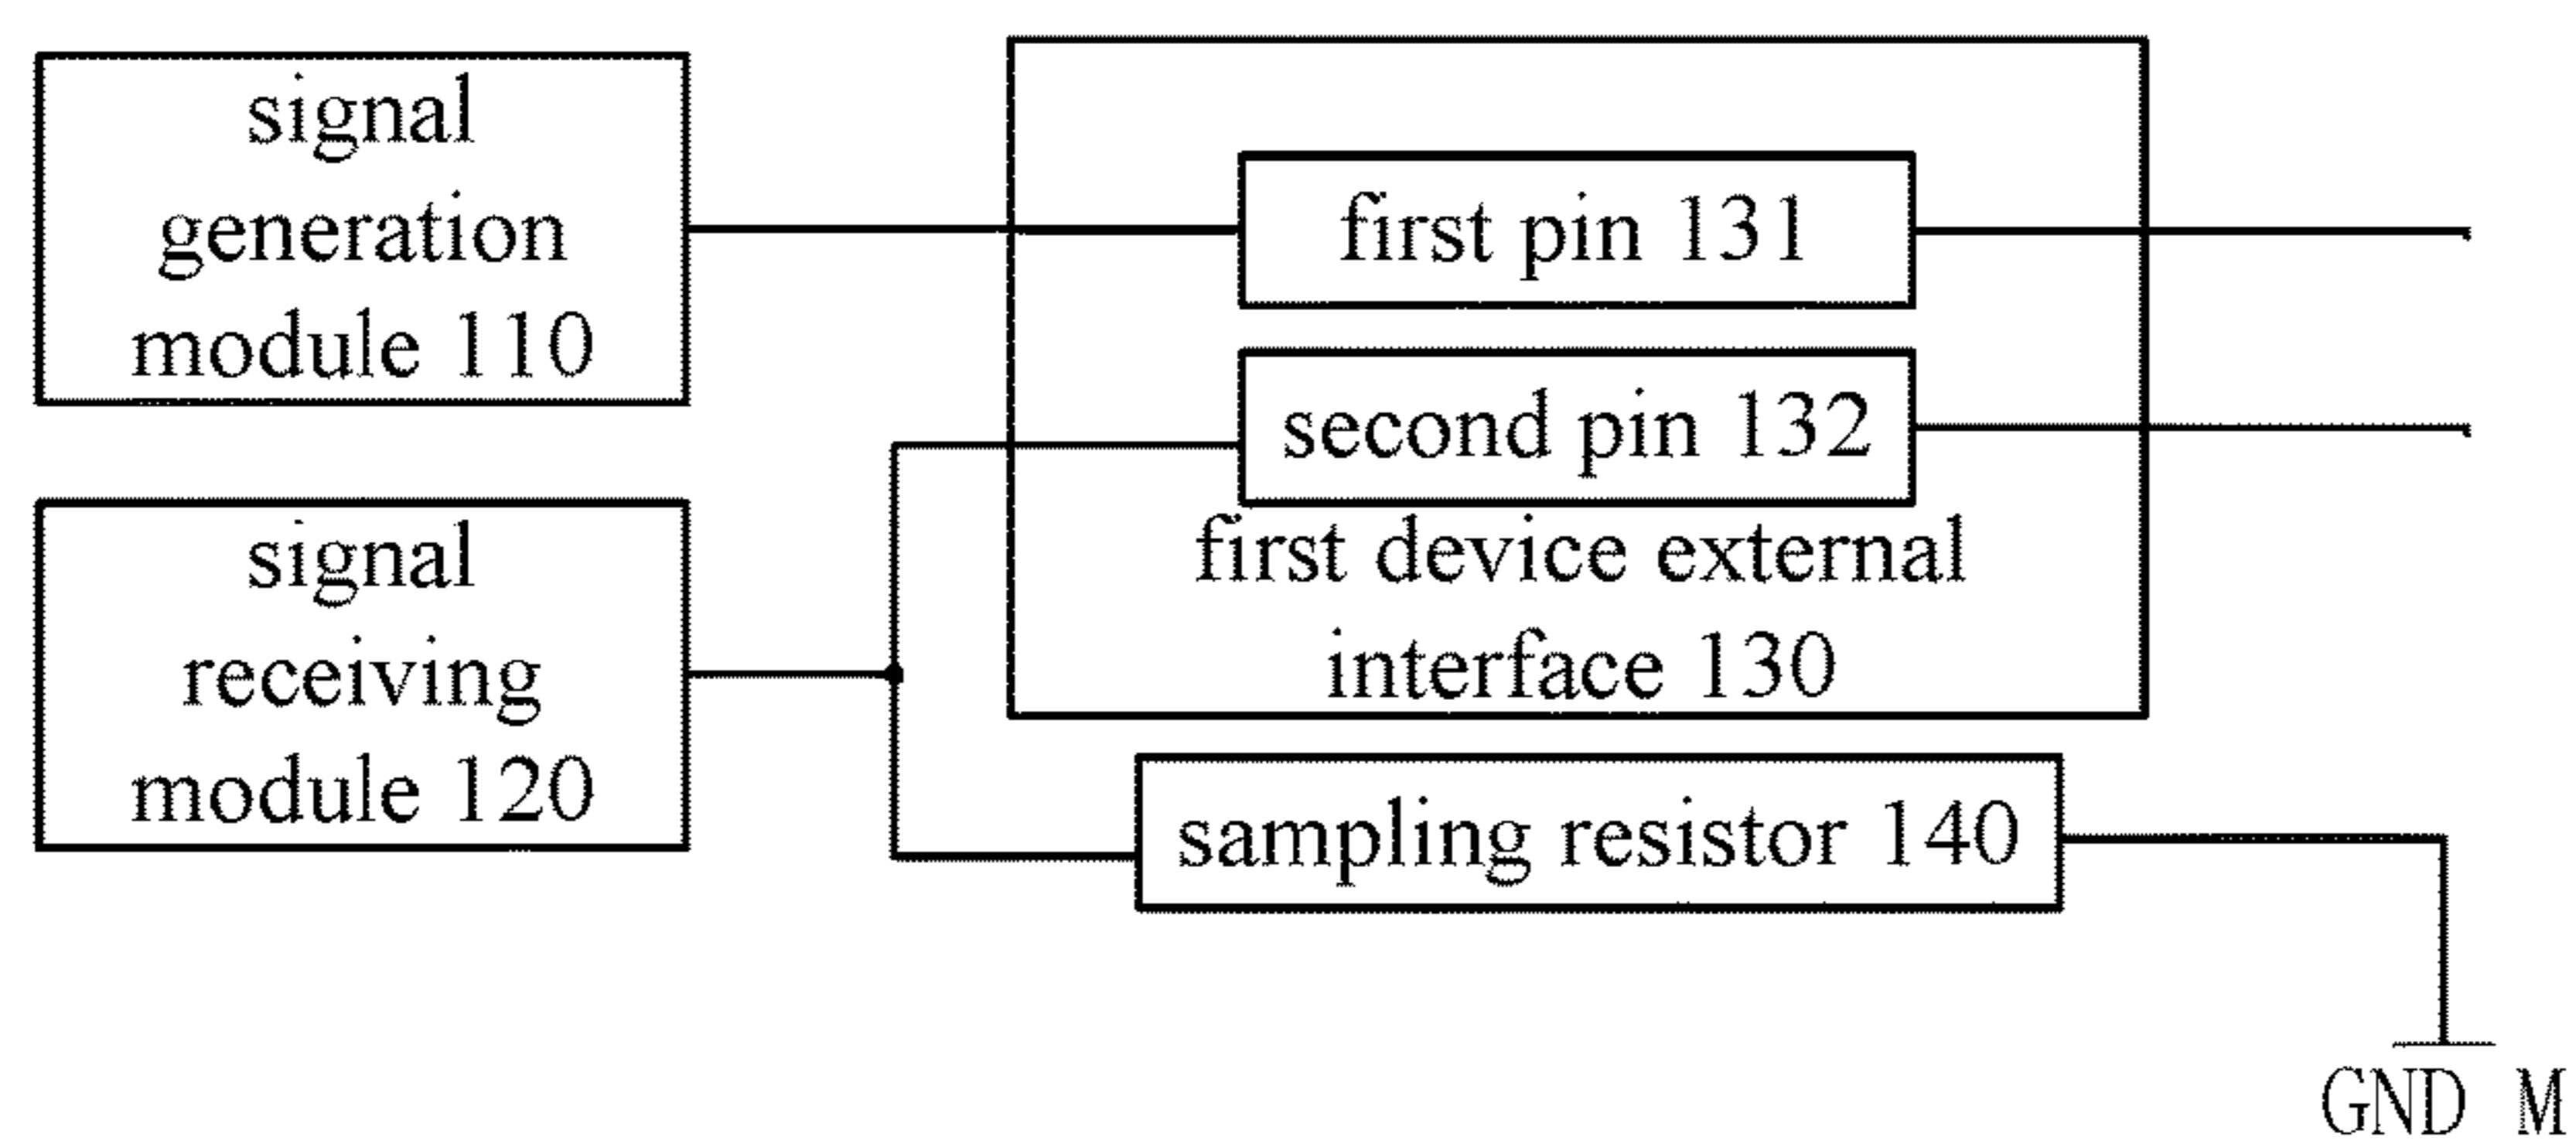 signal
generation
module 110
first pin 131
second pin 132
first device external
interface 130
signal
receiving
module 120
sampling resistor 140
GND M